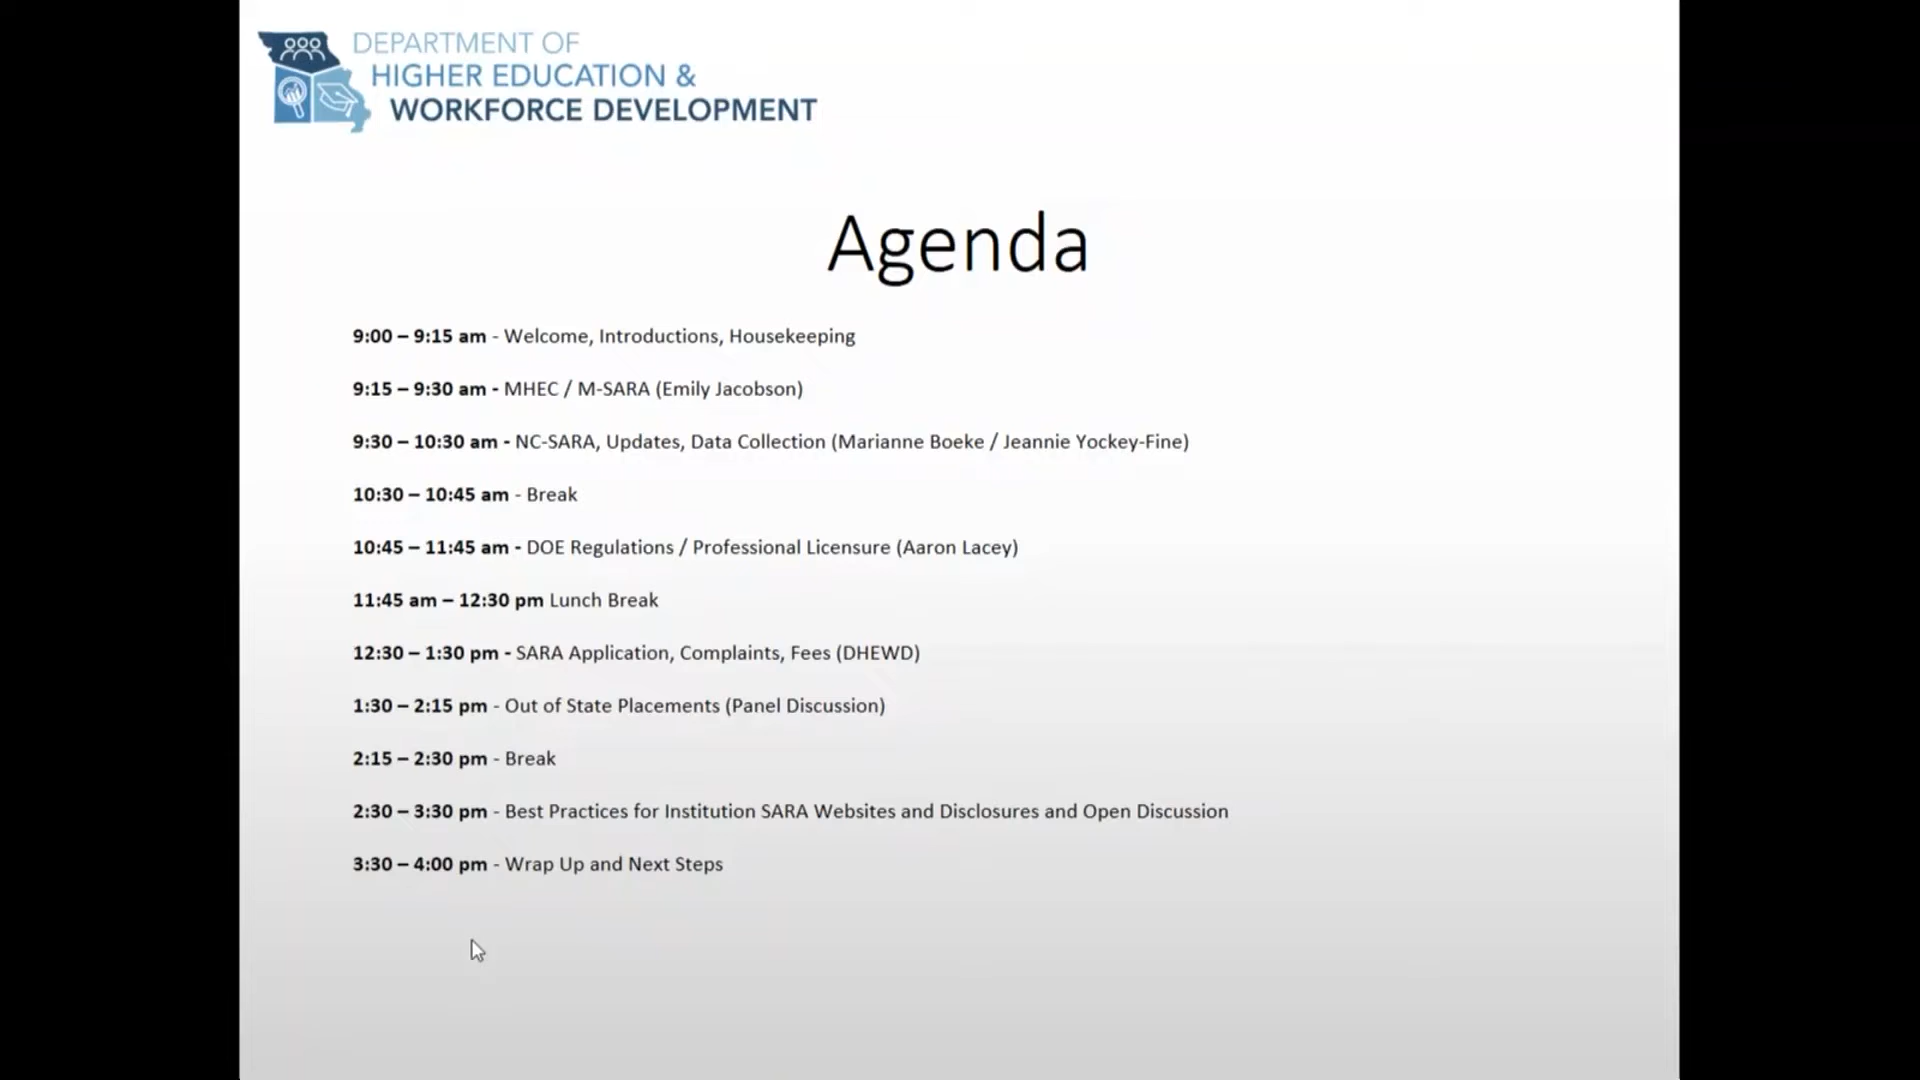 DEPARTMENT OF
HIGHER EDUCATION &
WORKFORCE DEVELOPMENT
Agenda
9:00 – 9:15 am - Welcome, Introductions, Housekeeping
9:15 – 9:30 am - MHEC / M-SARA (Emily Jacobson)
9:30 – 10:30 am - NC-SARA, Updates, Data Collection (Marianne Boeke / Jeannie Yockey-Fine)
10:30 – 10:45 am - Break
10:45 – 11:45 am - DOE Regulations / Professional Licensure (Aaron Lacey)
11:45 am – 12:30 pm Lunch Break
12:30 – 1:30 pm - SARA Application, Complaints, Fees (DHEWD)
1:30 – 2:15 pm - Out of State Placements (Panel Discussion)
2:15 – 2:30 pm - Break
2:30 – 3:30 pm - Best Practices for Institution SARA Websites and Disclosures and Open Discussion
3:30 – 4:00 pm - Wrap Up and Next Steps